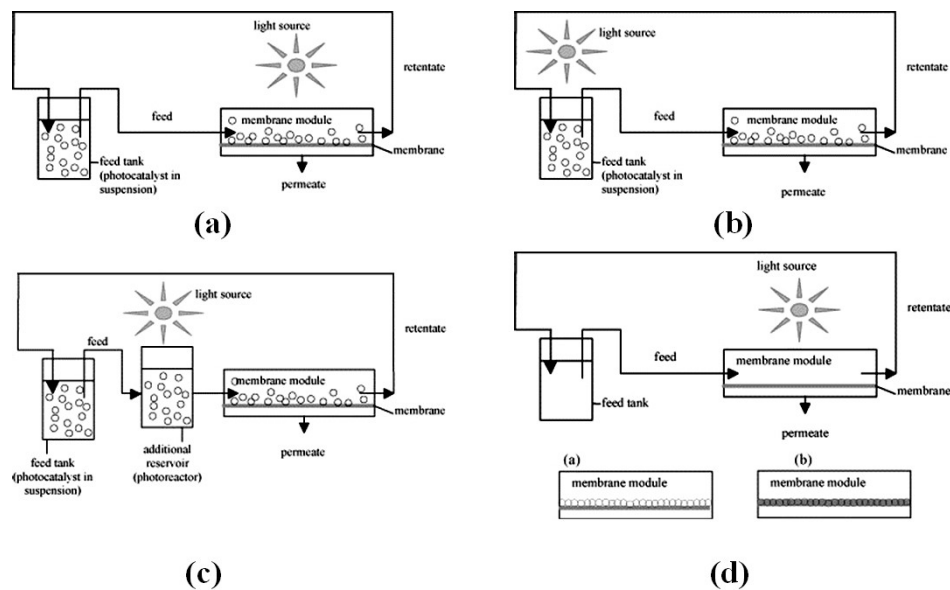 light source
retentate
feed
membrane module
membrane
feed tank
(photocatalyst in
suspension)
permeate
(a)
light source
retentate
feed
membrane module
membrane
feed tank
(photocatalyst in
suspension)
permeate
(b)
light source
retentate
feed
membrane module
membrane
permeate
feed tank
(photocatalyst in
suspension)
additional
reservoir
(photoreactor)
(c)
light source
retentate
feed
membrane module
membrane
feed tank
permeate
(a)
membrane module
(b)
membrane module
(d)